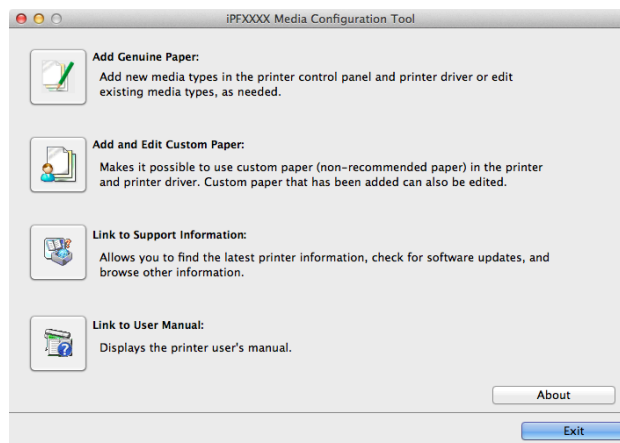 iPFXXXX Media Configuration Tool
Add Genuine Paper:
Add new media types in the printer control panel and printer driver or edit
existing media types, as needed.
Add and Edit Custom Paper:
Makes it possible to use custom paper (non-recommended paper) in the printer
and printer driver. Custom paper that has been added can also be edited.
Link to Support Information:
Allows you to find the latest printer information, check for software updates, and
browse other information.
Link to User Manual:
Displays the printer user's manual.
About
Exit